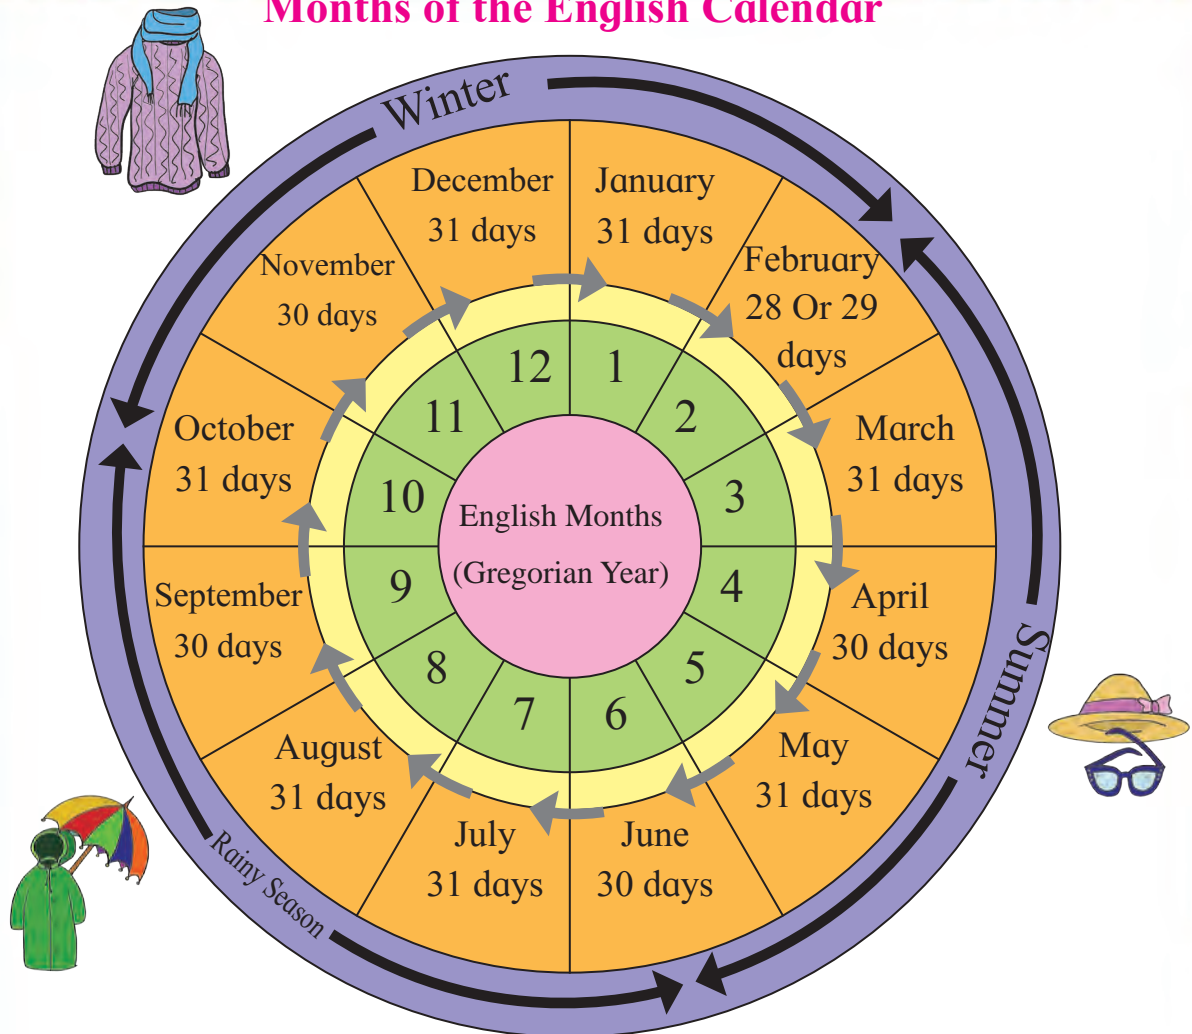 Months of the English Calendar
Winter
December
31 days
January
31 days
February
28 Or 29
days
November
30 days
March
31 days
October
31 days
April
30 days
September
30 days
May
31 days
August
31 days
June
30 days
July
31 days
12
1
11
2
10
3
9
4
8
5
7
6
English Months
(Gregorian Year)
Summer
Rainy Season